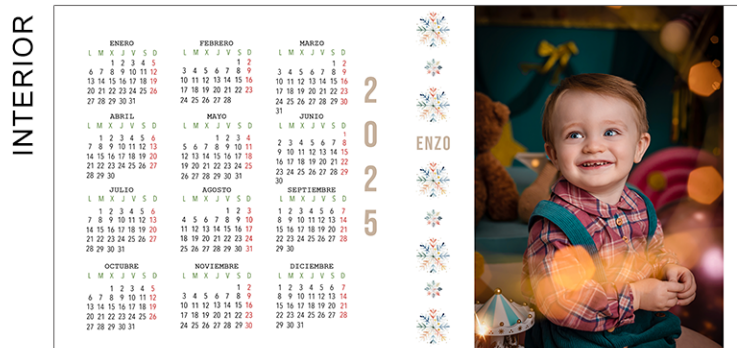 INTERIOR
ENERO
L M X J V S D
1 2 3 4 5
6 7 8 9 10 11 12
13 14 15 16 17 18 19
20 21 22 23 24 25 26
27 28 29 30 31
FEBRERO
L M X J V S D
1 2
3 4 5 6 7 8 9
10 11 12 13 14 15 16
17 18 19 20 21 22 23
24 25 26 27 28
MARZO
L M X J V S D
1 2
3 4 5 6 7 8 9
10 11 12 13 14 15 16
17 18 19 20 21 22 23
24 25 26 27 28 29 30
31
ABRIL
L M X J V S D
1 2 3 4 5 6
7 8 9 10 11 12 13
14 15 16 17 18 19 20
21 22 23 24 25 26 27
28 29 30
MAYO
L M X J V S D
1 2 3 4
5 6 7 8 9 10 11
12 13 14 15 16 17 18
19 20 21 22 23 24 25
26 27 28 29 30 31
JUNIO
L M X J V S D
1
2 3 4 5 6 7 8
9 10 11 12 13 14 15
16 17 18 19 20 21 22
23 24 25 26 27 28 29
30
JULIO
L M X J V S D
1 2 3 4 5 6
7 8 9 10 11 12 13
14 15 16 17 18 19 20
21 22 23 24 25 26 27
28 29 30 31
AGOSTO
L M X J V S D
1 2 3
4 5 6 7 8 9 10
11 12 13 14 15 16 17
18 19 20 21 22 23 24
25 26 27 28 29 30 31
SEPTIEMBRE
L M X J V S D
1 2 3 4 5 6 7
8 9 10 11 12 13 14
15 16 17 18 19 20 21
22 23 24 25 26 27 28
29 30
OCTUBRE
L M X J V S D
1 2 3 4 5
6 7 8 9 10 11 12
13 14 15 16 17 18 19
20 21 22 23 24 25 26
27 28 29 30 31
NOVIEMBRE
L M X J V S D
1 2
3 4 5 6 7 8 9
10 11 12 13 14 15 16
17 18 19 20 21 22 23
24 25 26 27 28 29 30
DICIEMBRE
L M X J V S D
1 2 3 4 5 6 7
8 9 10 11 12 13 14
15 16 17 18 19 20 21
22 23 24 25 26 27 28
29 30 31
2
0
2
5
ENZO